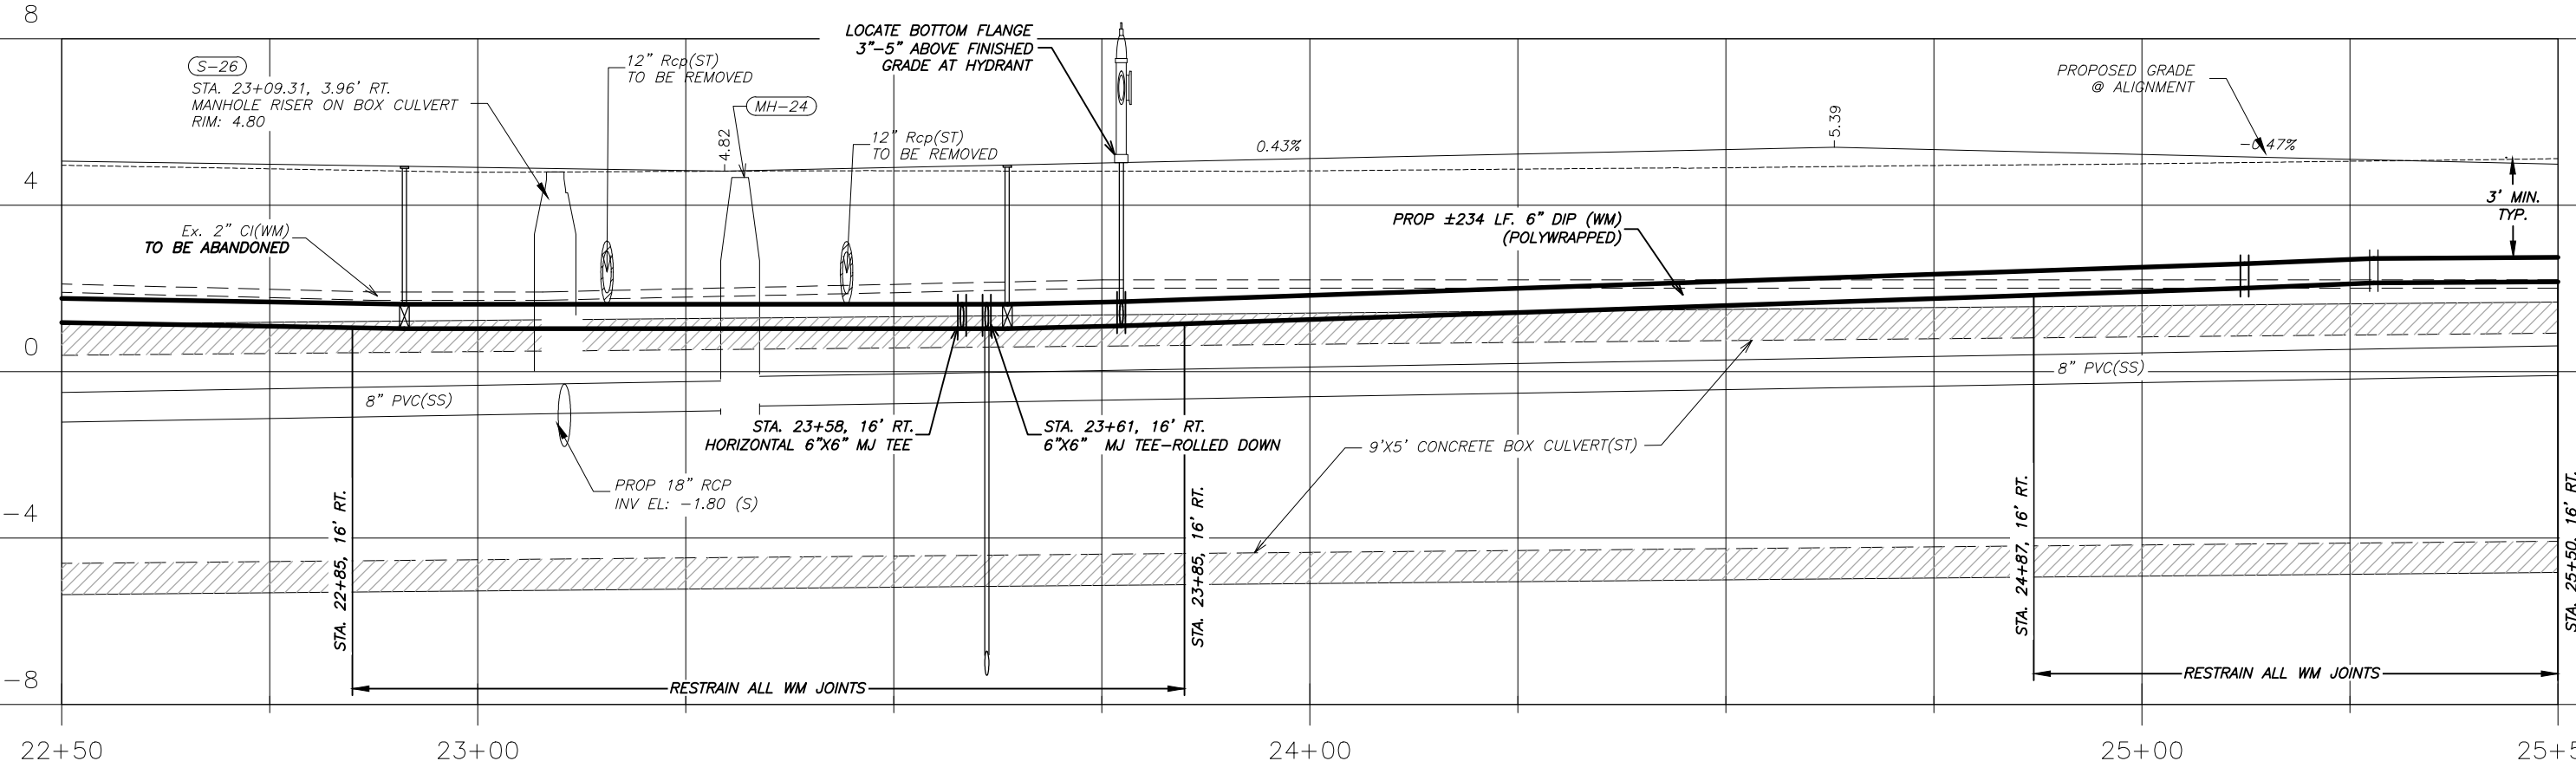 8
4
0
-4
-8
S-26
STA. 23+09.31, 3.96' RT.
MANHOLE RISER ON BOX CULVERT
RIM: 4.80
12" Rcp(ST)
TO BE REMOVED
MH-24
4.82
12" Rcp(ST)
TO BE REMOVED
LOCATE BOTTOM FLANGE
3"-5" ABOVE FINISHED
GRADE AT HYDRANT
0.43%
5.39
PROPOSED GRADE
@ ALIGNMENT
-0.47%
3' MIN.
TYP.
Ex. 2" CI(WM)
TO BE ABANDONED
PROP ±234 LF. 6" DIP (WM)
(POLYWRAPPED)
8" PVC(SS)
8" PVC(SS)
STA. 23+58, 16' RT.
HORIZONTAL 6"X6" MJ TEE
STA. 23+61, 16' RT.
6"X6" MJ TEE-ROLLED DOWN
9'X5' CONCRETE BOX CULVERT(ST)
PROP 18" RCP
INV EL: -1.80 (S)
STA. 22+85, 16' RT.
STA. 23+85, 16' RT.
STA. 24+87, 16' RT.
STA. 25+50, 16' RT.
RESTRAIN ALL WM JOINTS
RESTRAIN ALL WM JOINTS
22+50
23+00
24+00
25+00
25+5